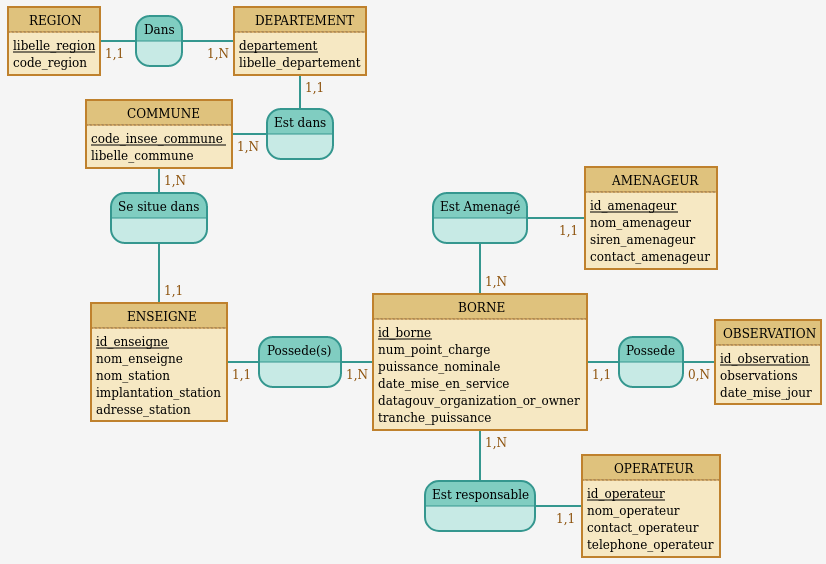 REGION
libelle_region
code_region
1,1
Dans
1,N
DEPARTEMENT
departement
libelle_departement
1,1
COMMUNE
code_insee_commune
libelle_commune
1,N
Est dans
1,N
Se situe dans
1,1
AMENAGEUR
id_amenageur
nom_amenageur
siren_amenageur
contact_amenageur
Est Amenagé
1,1
1,N
ENSEIGNE
id_enseigne
nom_enseigne
nom_station
implantation_station
adresse_station
1,1
Possede(s)
1,N
BORNE
id_borne
num_point_charge
puissance_nominale
date_mise_en_service
datagouv_organization_or_owner
tranche_puissance
1,1
Possede
0,N
OBSERVATION
id_observation
observations
date_mise_jour
1,N
Est responsable
1,1
OPERATEUR
id_operateur
nom_operateur
contact_operateur
telephone_operateur